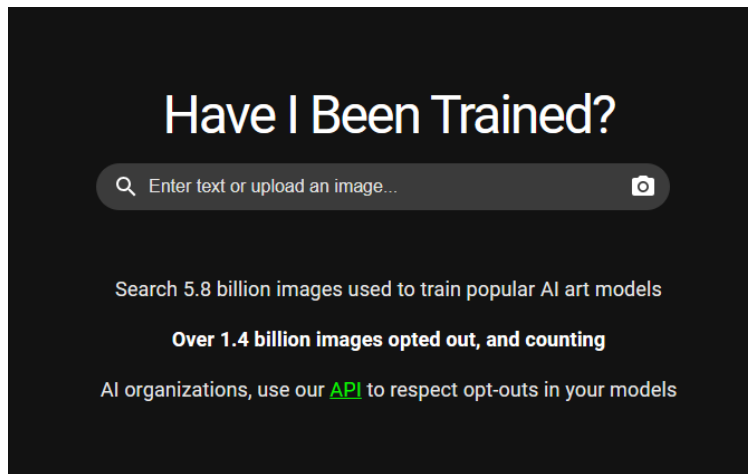 Have I Been Trained?
Enter text or upload an image...
Search 5.8 billion images used to train popular AI art models
Over 1.4 billion images opted out, and counting
AI organizations, use our API to respect opt-outs in your models